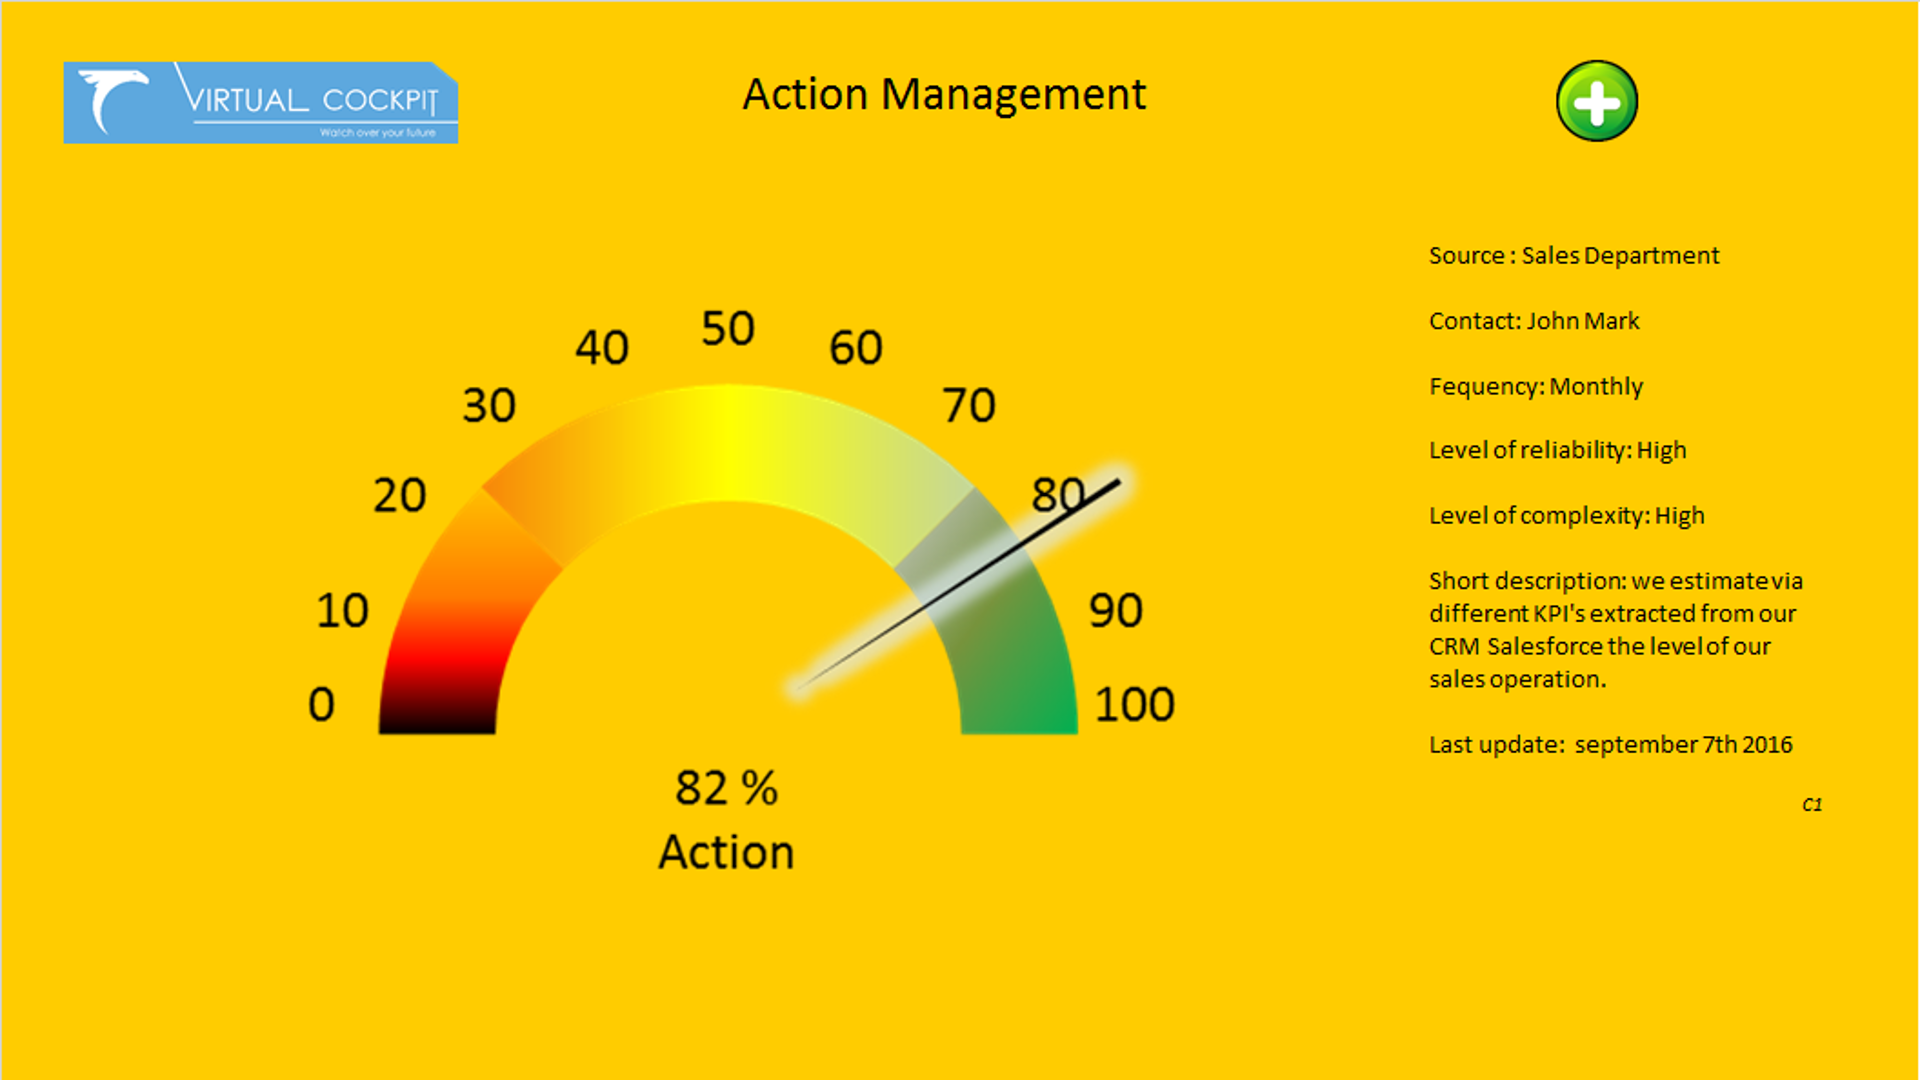 VIRTUAL COCKPIT
Watch over your future
Action Management
Source : Sales Department
Contact: John Mark
Fequency: Monthly
Level of reliability: High
Level of complexity: High
Short description: we estimate via
different KPI's extracted from our
CRM Salesforce the level of our
sales operation.
Last update: september 7th 2016
C1
0
10
20
30
40
50
60
70
80
90
100
82 %
Action